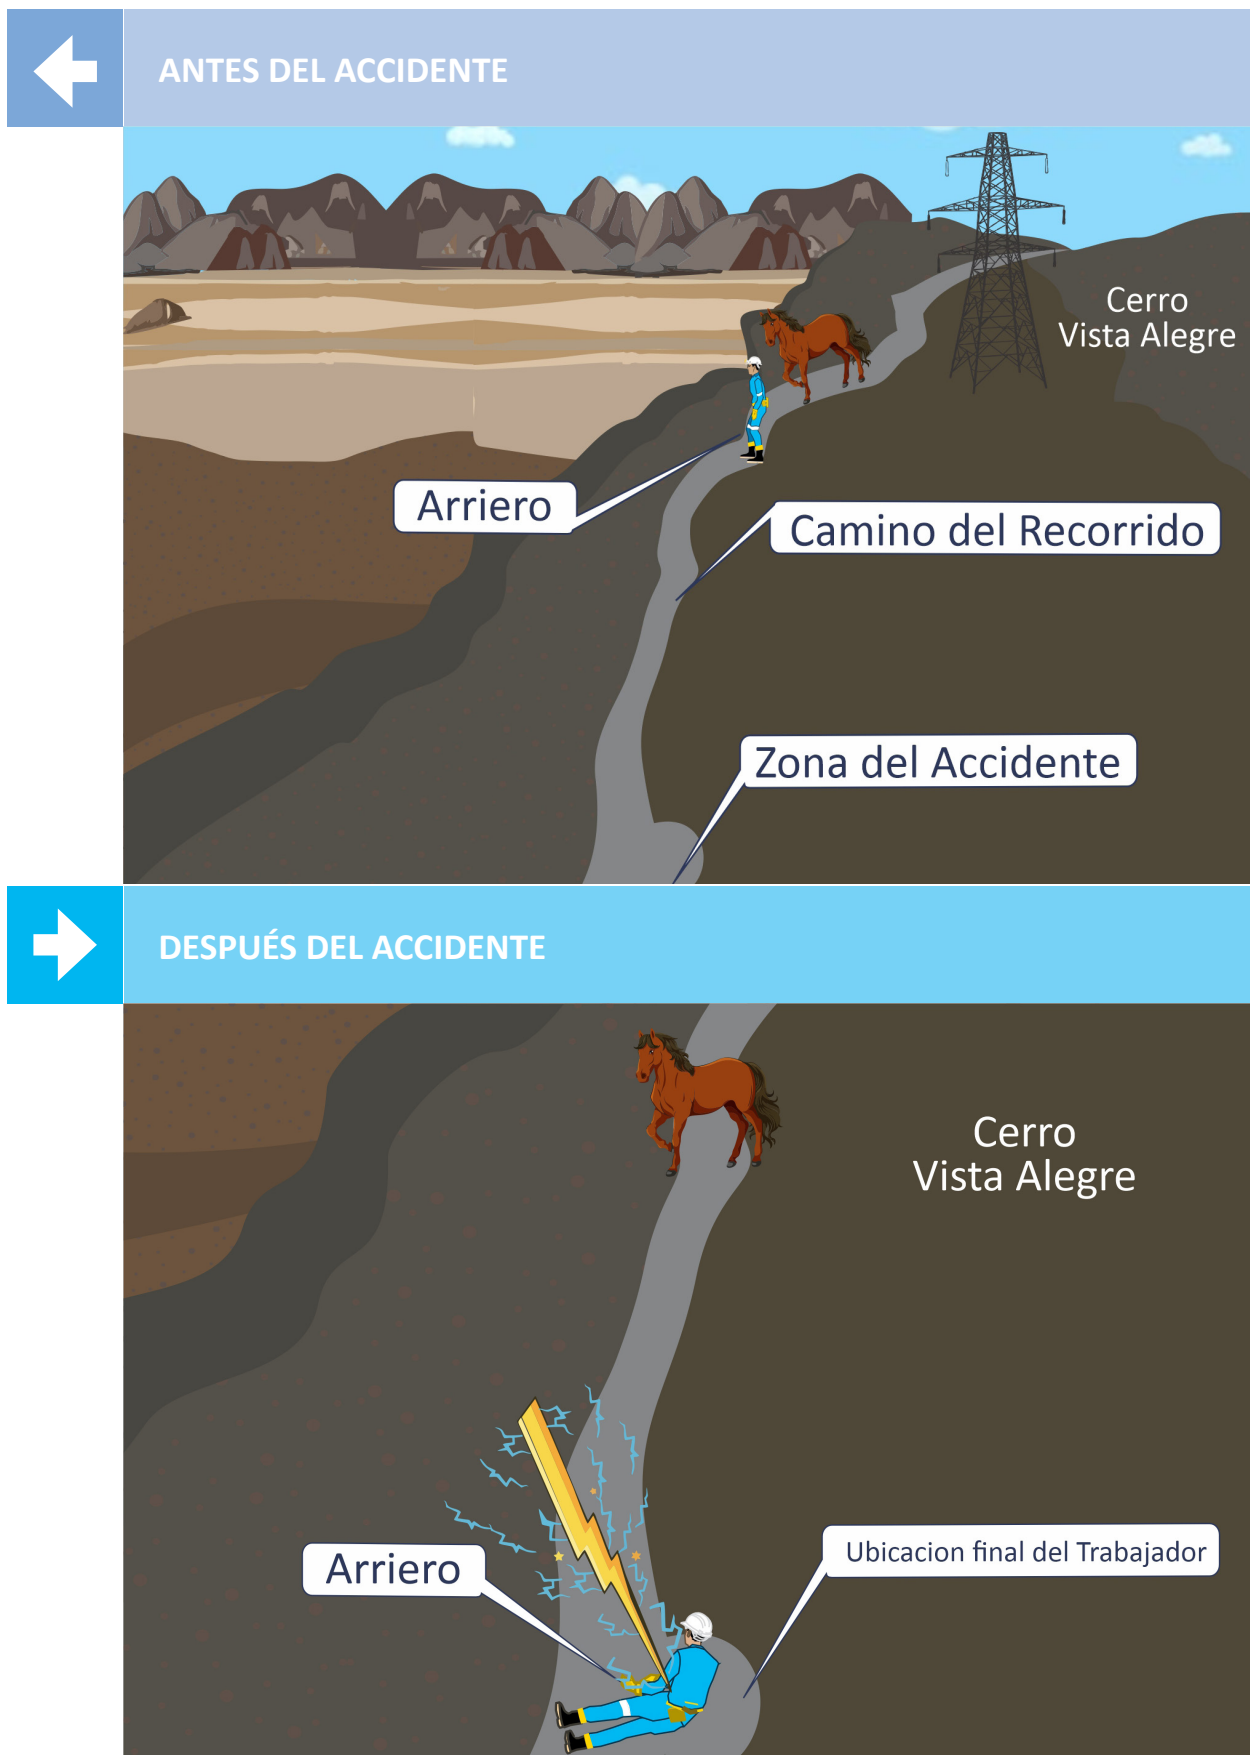 ANTES DEL ACCIDENTE
Cerro
Vista Alegre
Arriero
Camino del Recorrido
Zona del Accidente
DESPUÉS DEL ACCIDENTE
Cerro
Vista Alegre
Ubicacion final del Trabajador
Arriero